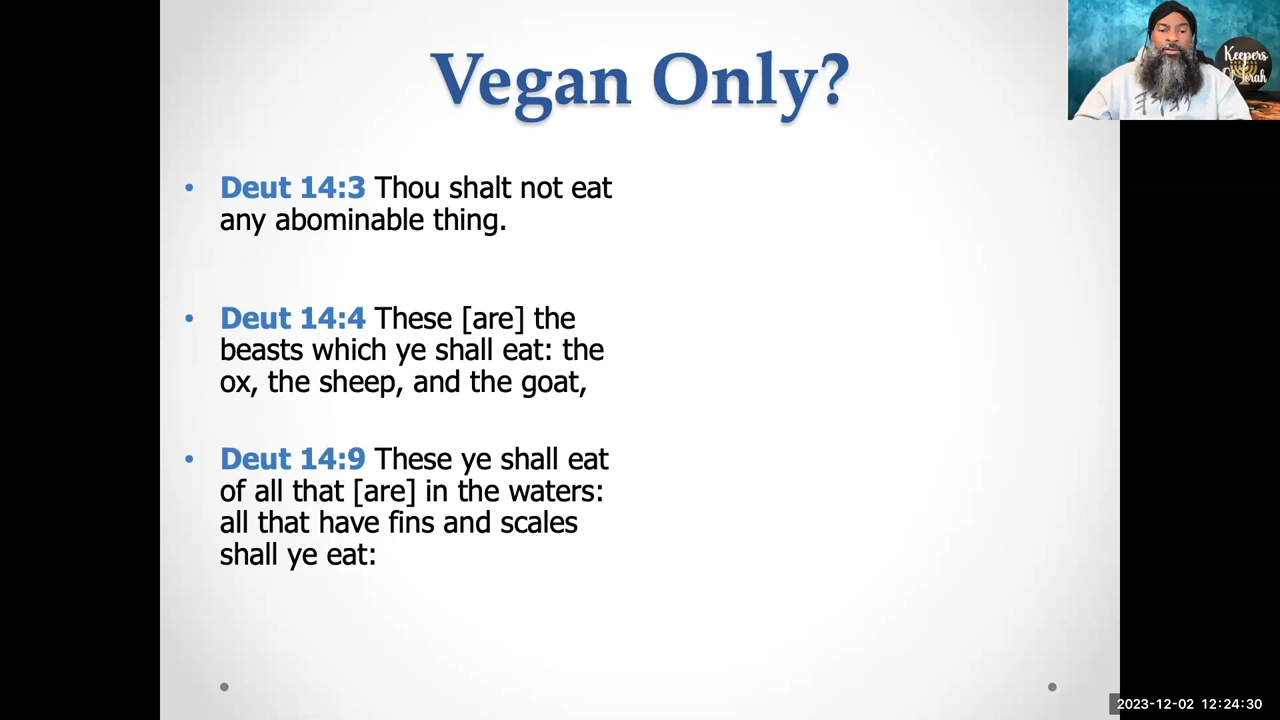 Vegan Only?
Keepers
Torah
• Deut 14:3 Thou shalt not eat
any abominable thing.
• Deut 14:4 These [are] the
beasts which ye shall eat: the
ox, the sheep, and the goat,
• Deut 14:9 These ye shall eat
of all that [are] in the waters:
all that have fins and scales
shall ye eat:
2023-12-02 12:24:30